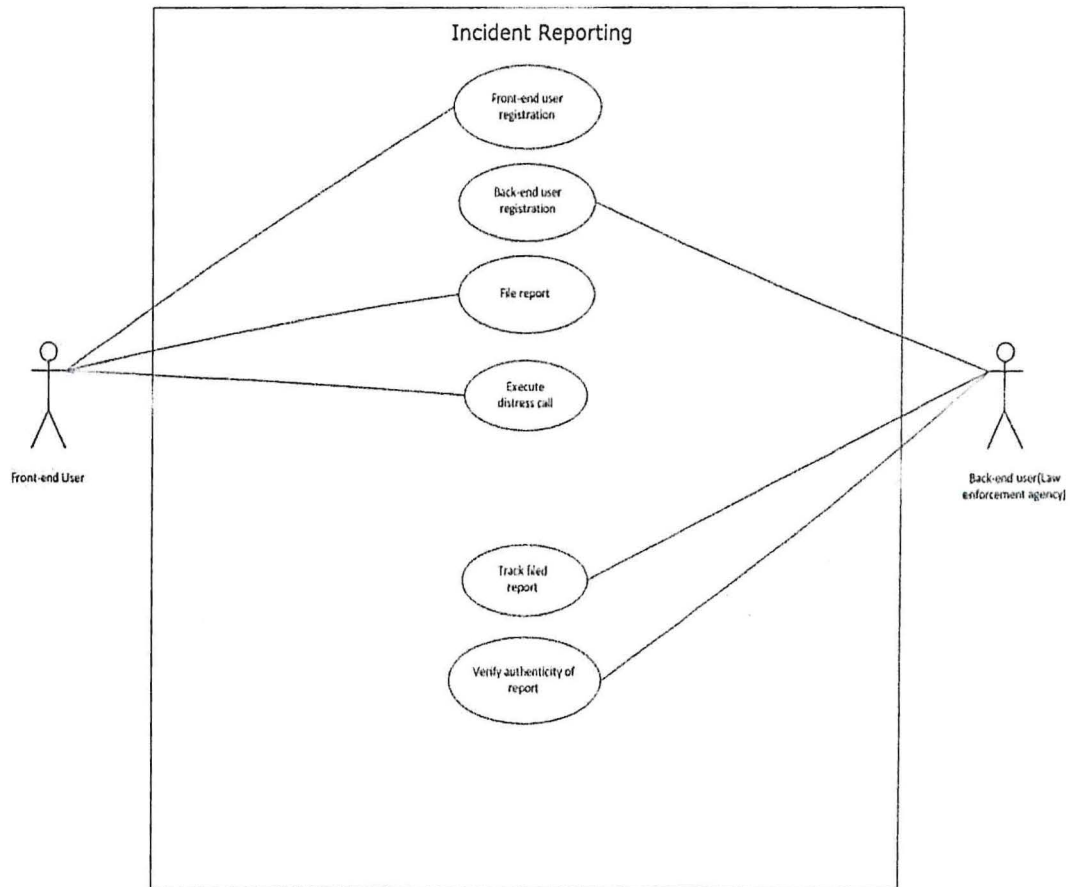 Incident Reporting
Front-end user
registration
Back-end user
registration
File report
Execute
distress call
Front-end User
Back-end user(Law
enforcement agency)
Track filed
report
Verify authenticity of
report